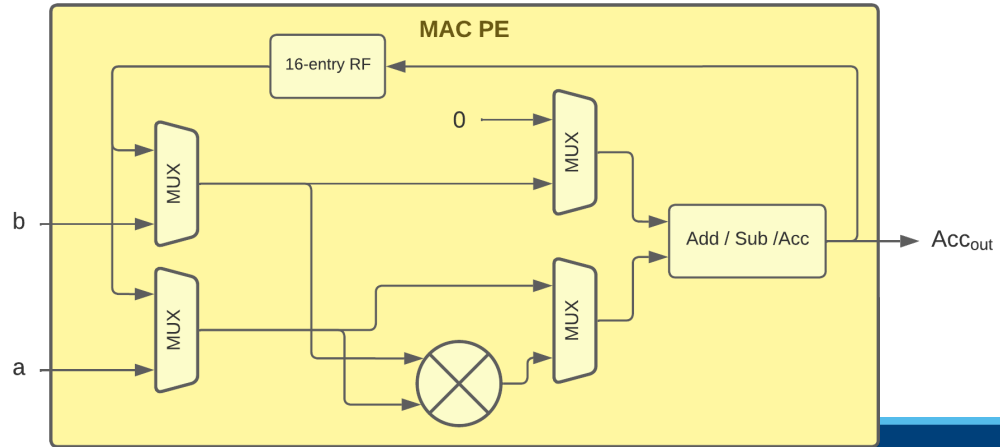 MAC PE
16-entry RF
0
MUX
MUX
b
Add / Sub /Acc
Acc_out
MUX
MUX
a